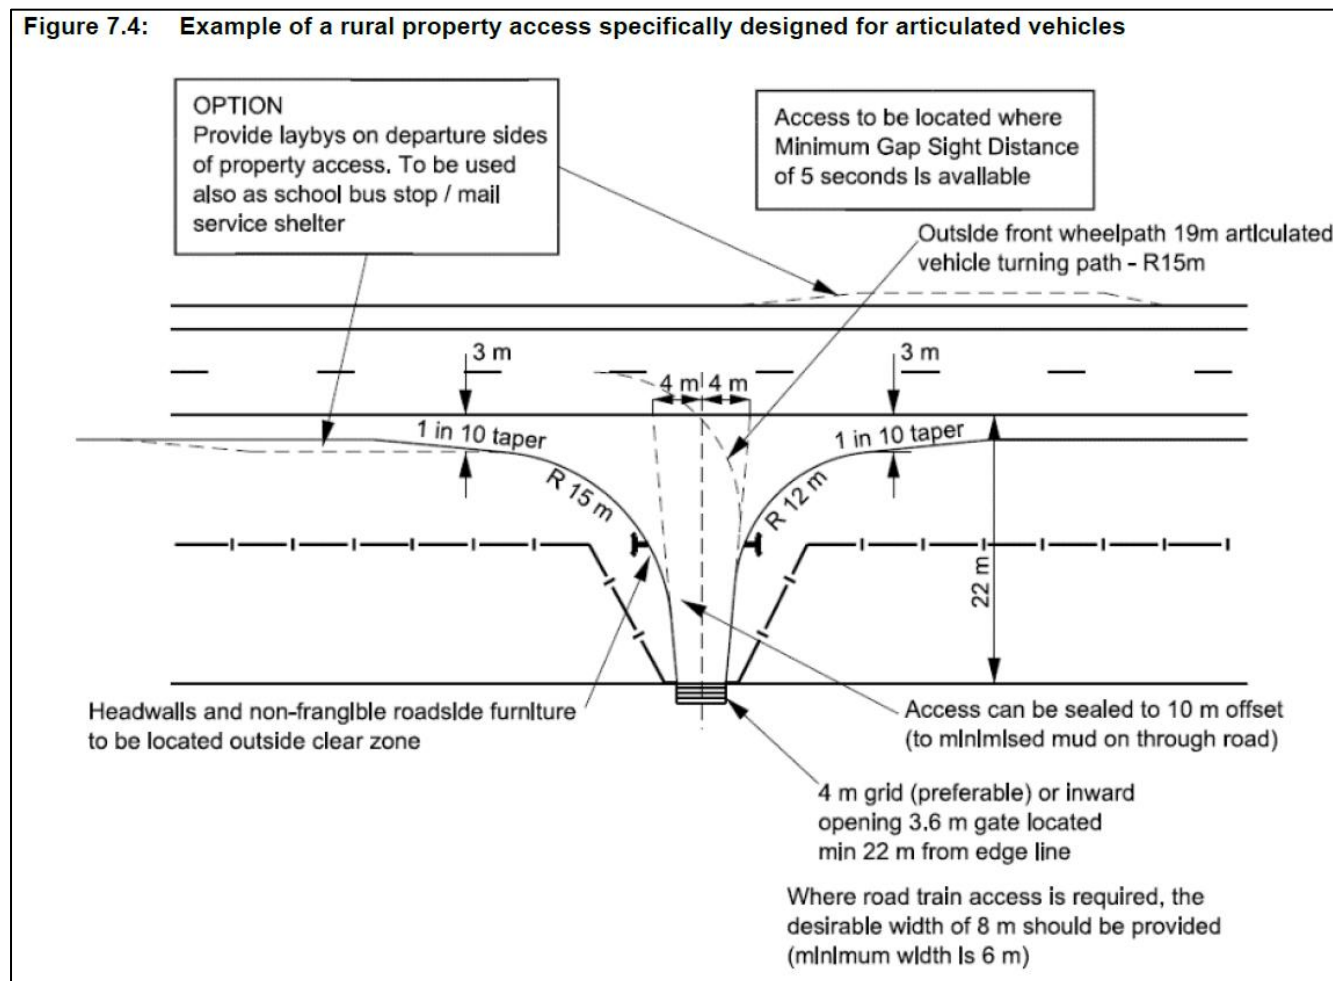 Figure 7.4: Example of a rural property access specifically designed for articulated vehicles
OPTION
Provide laybys on departure sides
of property access. To be used
also as school bus stop / mail
service shelter
Access to be located where
Minimum Gap Sight Distance
of 5 seconds is available
Outside front wheelpath 19m articulated
vehicle turning path - R15m
3 m
3 m
4 m
4 m
1 in 10 taper
1 in 10 taper
R 15 m
R 12 m
22 m
Headwalls and non-frangible roadside furniture
to be located outside clear zone
Access can be sealed to 10 m offset
(to minimised mud on through road)
4 m grid (preferable) or inward
opening 3.6 m gate located
min 22 m from edge line
Where road train access is required, the
desirable width of 8 m should be provided
(minimum width is 6 m)